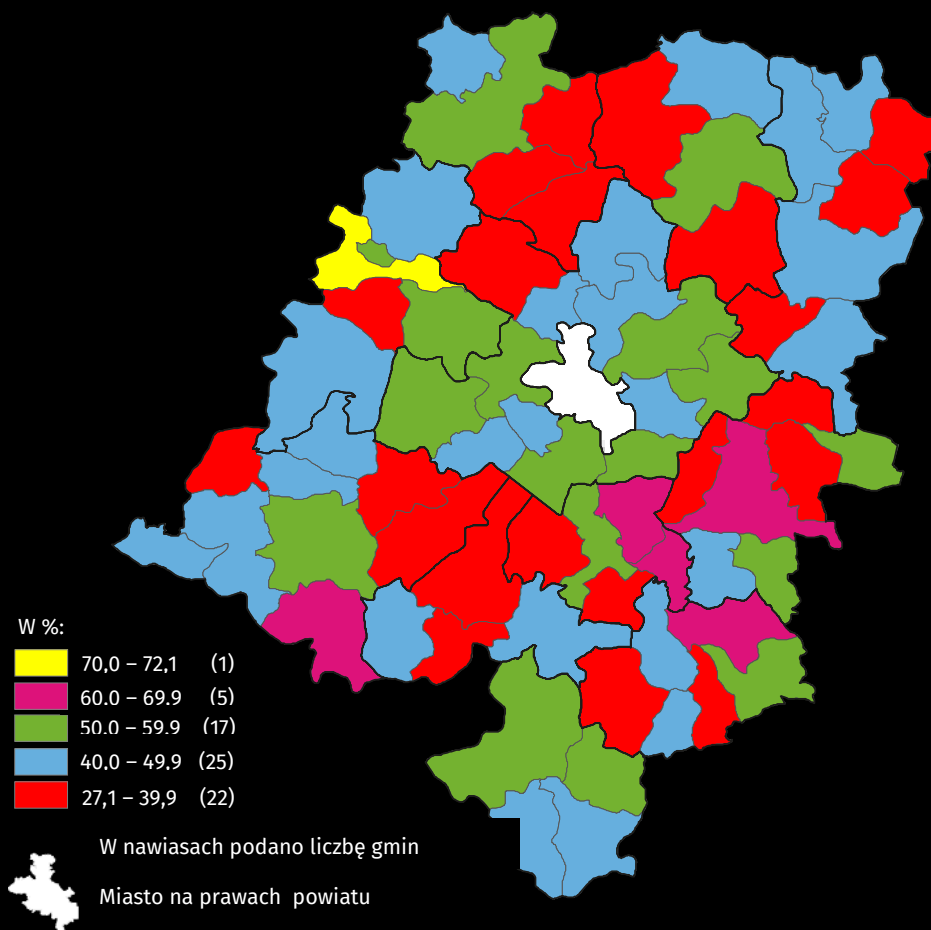 W %:
70,0 – 72,1 (1)
60.0 – 69.9 (5)
50.0 – 59.9 (17)
40,0 – 49,9 (25)
27,1 – 39,9 (22)
W nawiasach podano liczbę gmin
Miasto na prawach powiatu